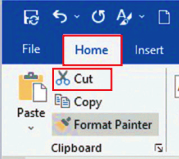 File Home Insert
Cut
Copy
Paste
Format Painter
Clipboard